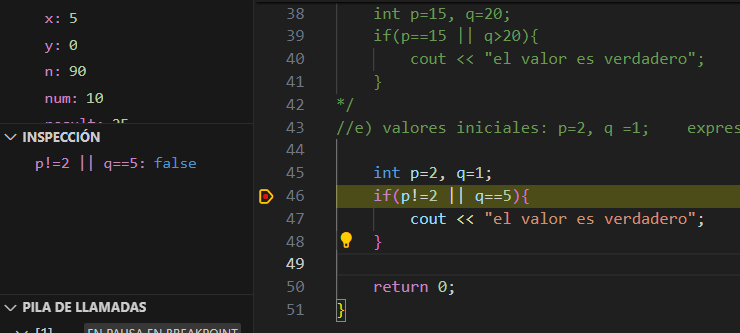 x: 5
y: 0
n: 90
num: 10
result: 25
INSPECCIÓN
p!=2 || q==5: false
PILA DE LLAMADAS
[1]
EN PAUSA EN BREAKPOINT
38 int p=15, q=20;
39 if(p==15 || q>20){
40 cout << "el valor es verdadero";
41 }
42 */
43 //e) valores iniciales: p=2, q =1; expres
44
45 int p=2, q=1;
46 if(p!=2 || q==5){
47 cout << "el valor es verdadero";
48 }
49
50 return 0;
51 }